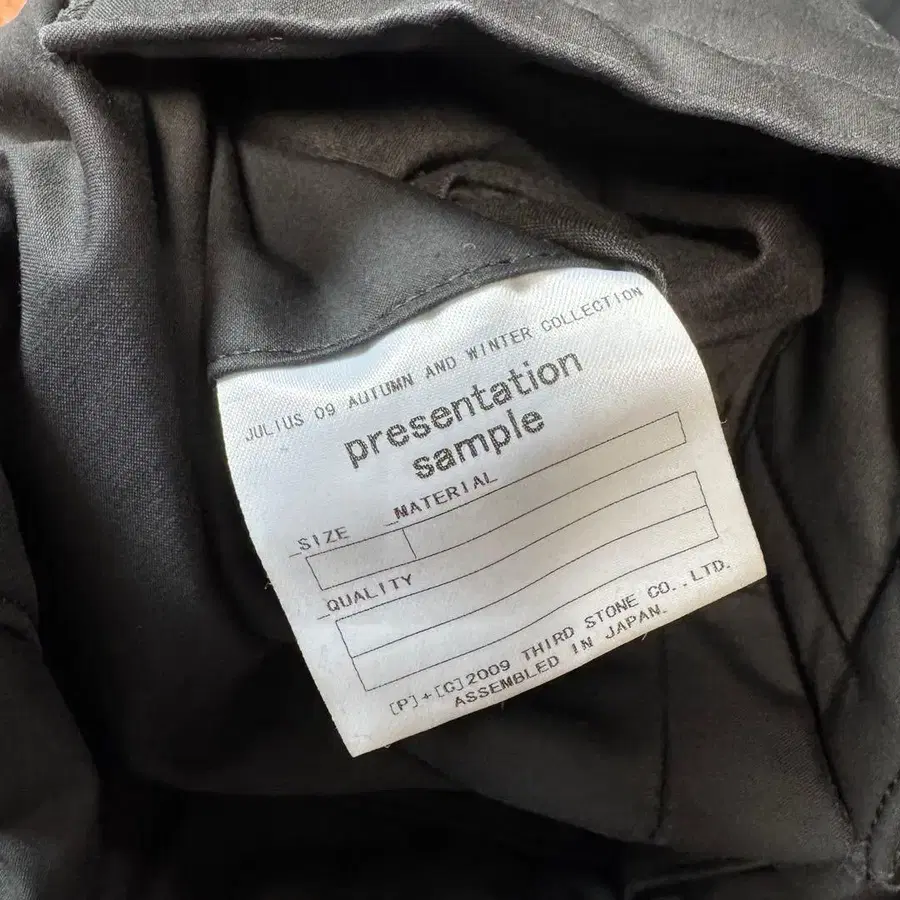 JULIUS 09 AUTUMN AND WINTER COLLECTION
presentation
sample
_SIZE _MATERIAL
_QUALITY
[P]+[C]2009 THIRD STONE CO.,LTD.
ASSEMBLED IN JAPAN.